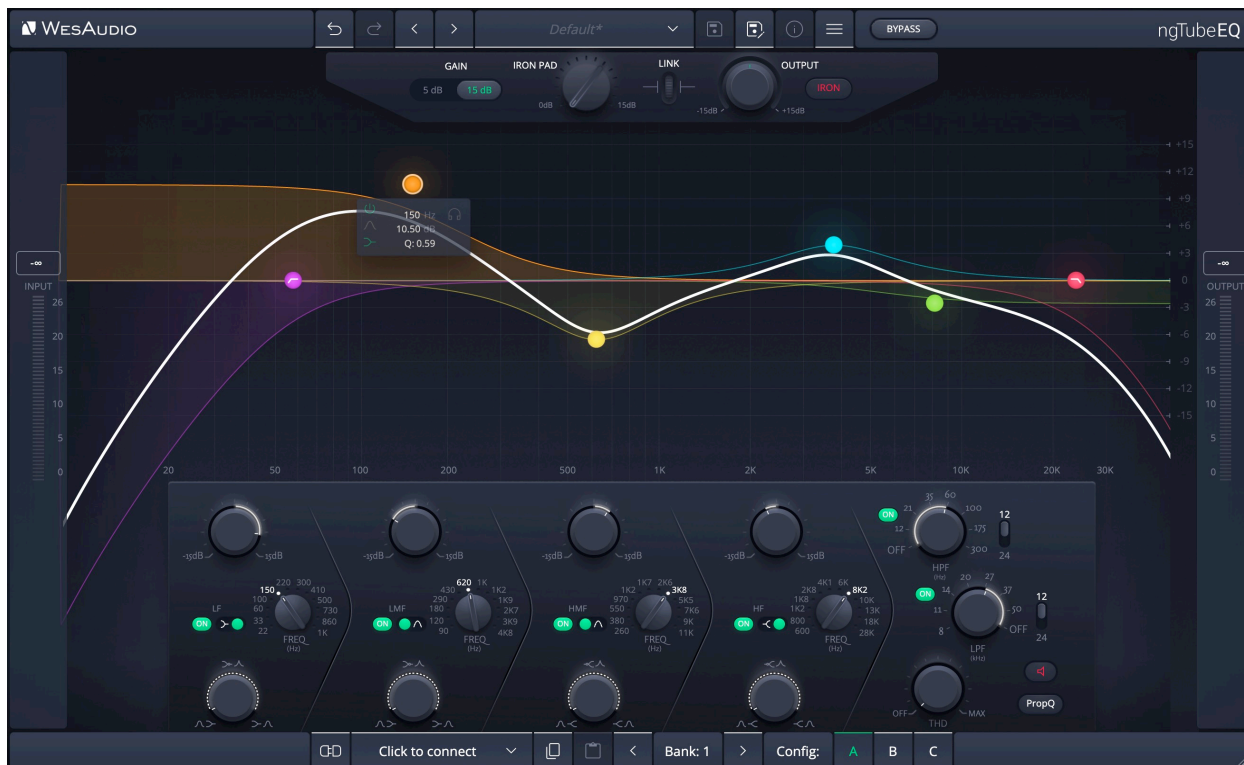 WESAUDIO
Default*
BYPASS
ngTubeEQ
GAIN
IRON PAD
LINK
OUTPUT
5 dB
15 dB
IRON
0dB
15dB
-15dB
+15dB
+15
+12
+9
+6
+3
0
-3
-6
-9
-12
-15
150 Hz
10.50 dB
Q: 0.59
-∞
INPUT
26
20
15
10
5
0
-∞
OUTPUT
26
20
15
10
5
0
20
50
100
200
500
1K
2K
5K
10K
20K
30K
-15dB
15dB
-15dB
15dB
-15dB
15dB
-15dB
15dB
LF
ON
22
33
60
100
150
220
300
410
500
730
860
1K
FREQ
(Hz)
LMF
ON
90
120
180
290
430
620
1K
1K2
1K9
2K7
3K9
4K8
FREQ
(Hz)
HMF
ON
260
380
550
970
1K2
1K7
2K6
3K8
5K5
7K6
9K
11K
FREQ
(Hz)
HF
ON
600
800
1K2
1K8
2K8
4K1
6K
8K2
10K
13K
18K
28K
FREQ
(Hz)
ON
OFF
12
21
35
60
100
175
300
HPF
(Hz)
12
24
ON
8
11
14
20
27
37
50
OFF
LPF
(kHz)
12
24
OFF
MAX
THD
PropQ
Click to connect
Bank: 1
Config:
A
B
C